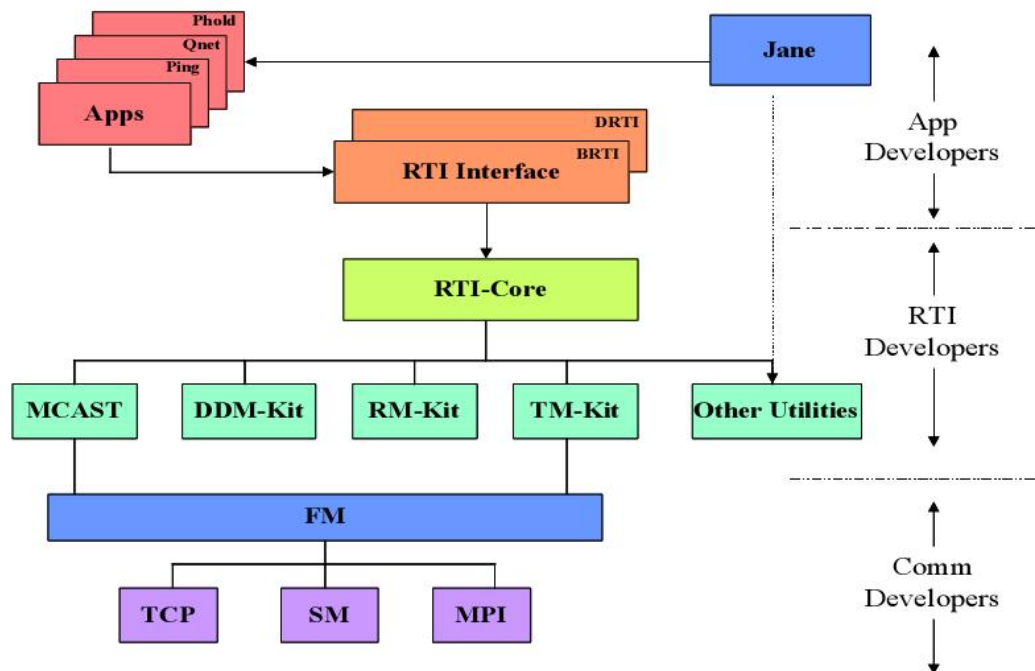 Phold
Qnet
Ping
Apps
Jane
DRTI
BRTI
RTI Interface
App
Developers
RTI-Core
RTI
Developers
MCAST
DDM-Kit
RM-Kit
TM-Kit
Other Utilities
FM
Comm
Developers
TCP
SM
MPI